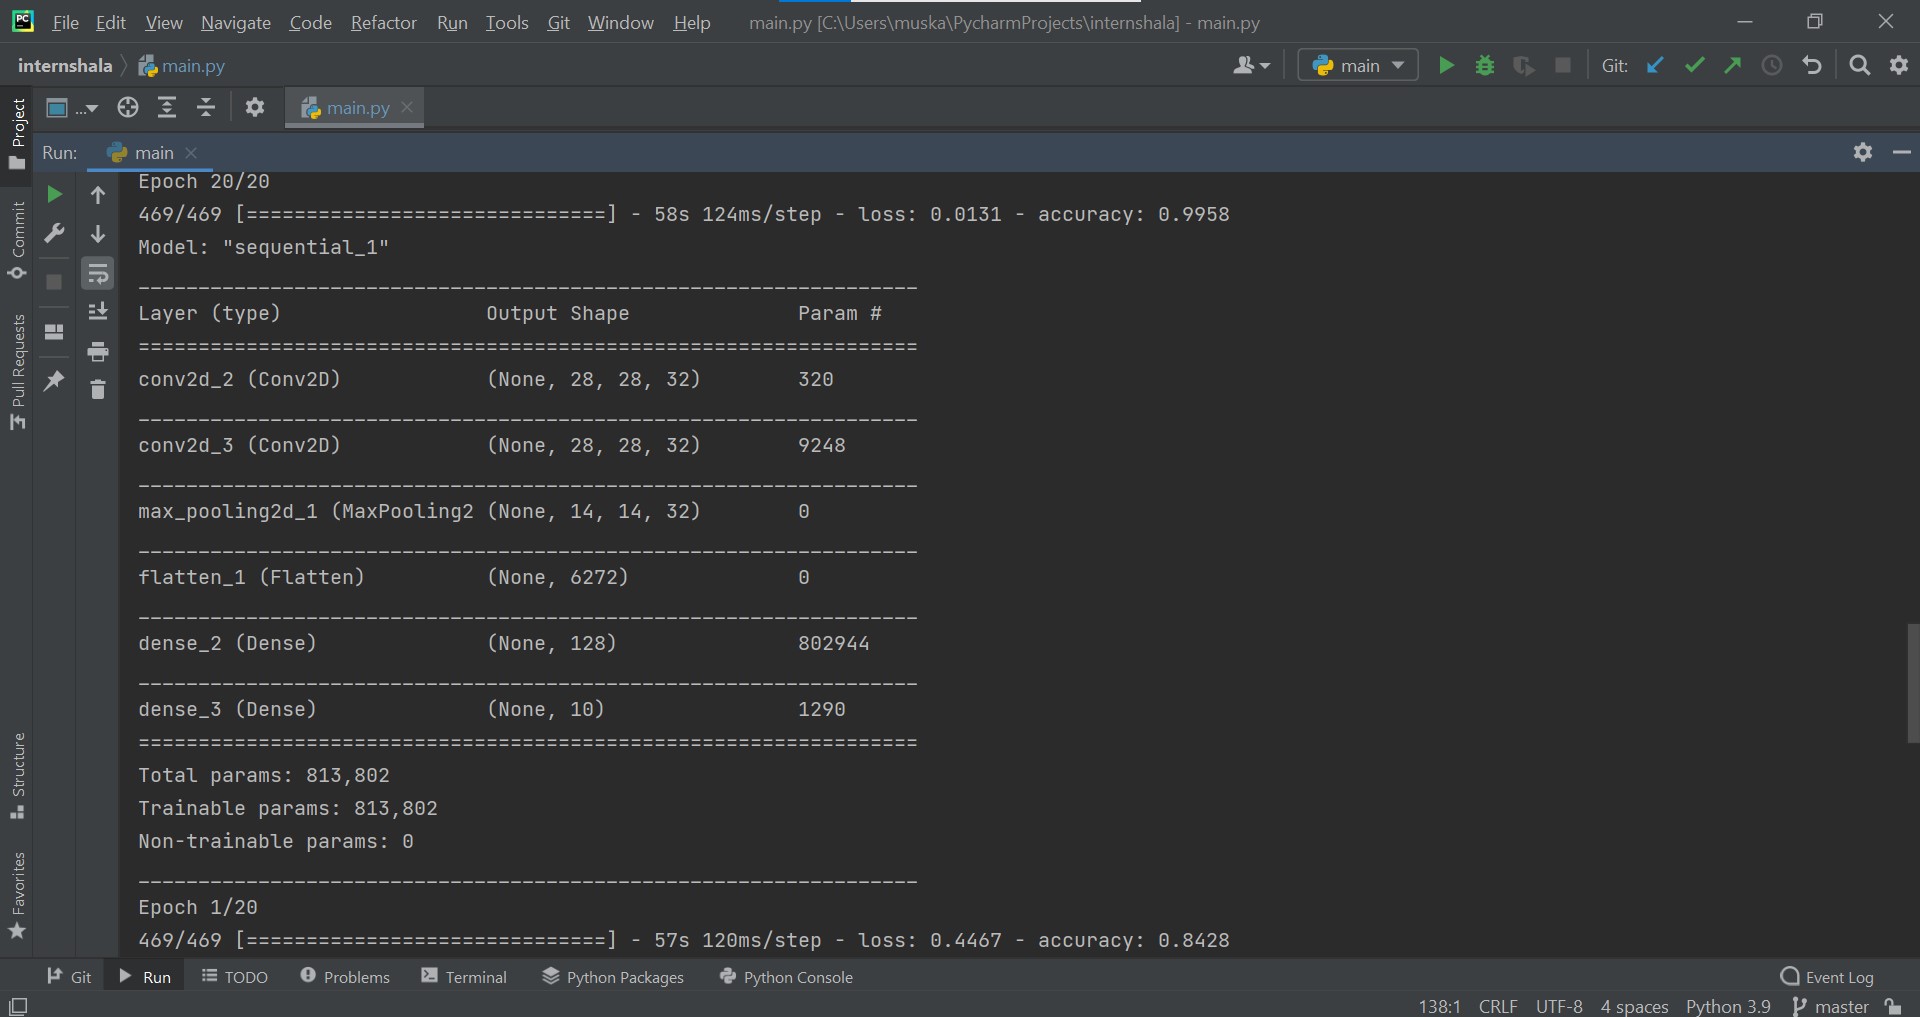 PC File Edit View Navigate Code Refactor Run Tools Git Window Help main.py [C:\Users\muska\PycharmProjects\internshala] - main.py
internshala main.py main Git:
... main.py
Run: main
Project
Commit
Pull Requests
Structure
Favorites
Epoch 20/20
469/469 [==============================] - 58s 124ms/step - loss: 0.0131 - accuracy: 0.9958
Model: "sequential_1"
_________________________________________________________________
Layer (type) Output Shape Param #
=================================================================
conv2d_2 (Conv2D) (None, 28, 28, 32) 320
_________________________________________________________________
conv2d_3 (Conv2D) (None, 28, 28, 32) 9248
_________________________________________________________________
max_pooling2d_1 (MaxPooling2 (None, 14, 14, 32) 0
_________________________________________________________________
flatten_1 (Flatten) (None, 6272) 0
_________________________________________________________________
dense_2 (Dense) (None, 128) 802944
_________________________________________________________________
dense_3 (Dense) (None, 10) 1290
=================================================================
Total params: 813,802
Trainable params: 813,802
Non-trainable params: 0
_________________________________________________________________
Epoch 1/20
469/469 [==============================] - 57s 120ms/step - loss: 0.4467 - accuracy: 0.8428
Git Run TODO Problems Terminal Python Packages Python Console Event Log
138:1 CRLF UTF-8 4 spaces Python 3.9 master